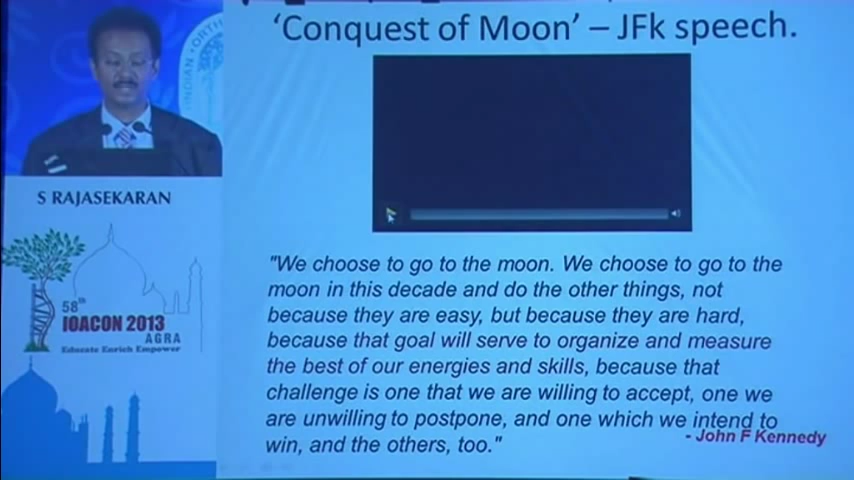 'Conquest of Moon' – JFk speech.
INDIAN ORTH
S RAJASEKARAN
58th
IOACON 2013
AGRA
Educate Enrich Empower
"We choose to go to the moon. We choose to go to the
moon in this decade and do the other things, not
because they are easy, but because they are hard,
because that goal will serve to organize and measure
the best of our energies and skills, because that
challenge is one that we are willing to accept, one we
are unwilling to postpone, and one which we intend to
win, and the others, too."
- John F Kennedy